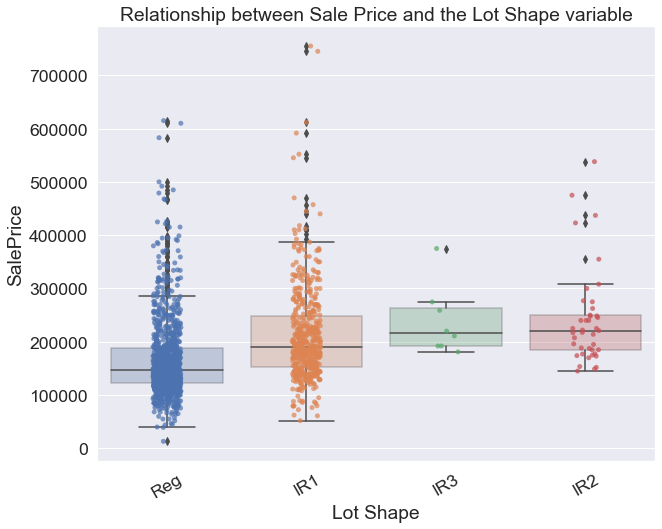 Relationship between Sale Price and the Lot Shape variable
SalePrice
700000
600000
500000
400000
300000
200000
100000
0
Reg
IR1
IR3
IR2
Lot Shape